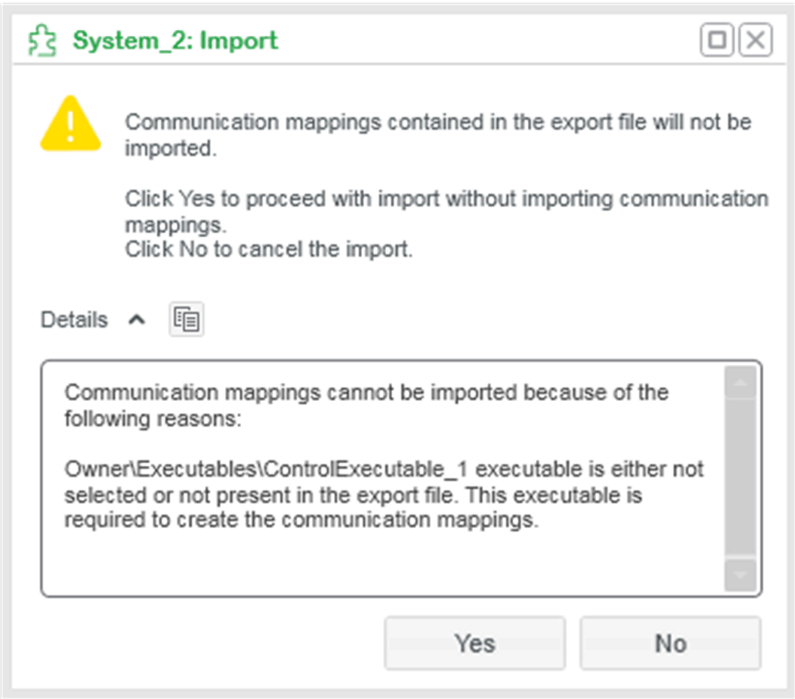 System_2: Import
Communication mappings contained in the export file will not be
imported.
Click Yes to proceed with import without importing communication
mappings.
Click No to cancel the import.
Details
Communication mappings cannot be imported because of the
following reasons:
Owner\Executables\ControlExecutable_1 executable is either not
selected or not present in the export file. This executable is
required to create the communication mappings.
Yes
No